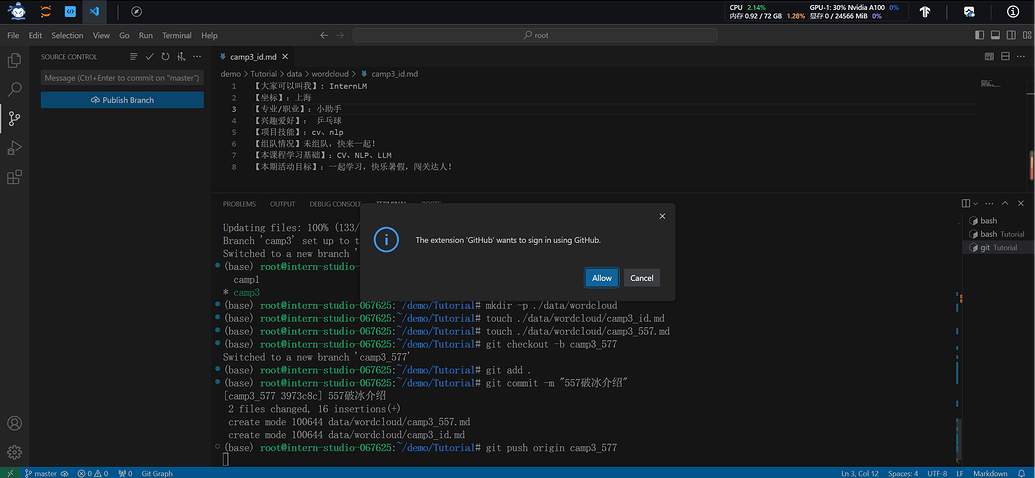 CPU 2.14%
内存 0.92 / 72 GB 1.28%
GPU-1: 30% Nvidia A100 0%
显存 0 / 24566 MiB 0%
File Edit Selection View Go Run Terminal Help
root
SOURCE CONTROL
camp3_id.md
Message (Ctrl+Enter to commit on "master")
Publish Branch
demo > Tutorial > data > wordcloud > camp3_id.md
1 【大家可以叫我】: InternLM
2 【坐标】: 上海
3 【专业/职业】: 小助手
4 【兴趣爱好】: 乒乓球
5 【项目技能】: cv、nlp
6 【组队情况】未组队，快来一起!
7 【本课程学习基础】: CV、NLP、LLM
8 【本期活动目标】: 一起学习，快乐暑假，闯关达人!
PROBLEMS OUTPUT DEBUG CONSOLE TERMINAL PORTS
The extension 'GitHub' wants to sign in using GitHub.
Allow Cancel
bash
bash Tutorial
git Tutorial
Updating files: 100% (133/
Branch 'camp3' set up to t
Switched to a new branch '
(base) root@intern-studio-067625:
camp1
* camp3
(base) root@intern-studio-067625:~/demo/Tutorial# mkdir -p ./data/wordcloud
(base) root@intern-studio-067625:~/demo/Tutorial# touch ./data/wordcloud/camp3_id.md
(base) root@intern-studio-067625:~/demo/Tutorial# touch ./data/wordcloud/camp3_557.md
(base) root@intern-studio-067625:~/demo/Tutorial# git checkout -b camp3_577
Switched to a new branch 'camp3_577'
(base) root@intern-studio-067625:~/demo/Tutorial# git add .
(base) root@intern-studio-067625:~/demo/Tutorial# git commit -m "557破冰介绍"
[camp3_577 3973c8c] 557破冰介绍
2 files changed, 16 insertions(+)
create mode 100644 data/wordcloud/camp3_557.md
create mode 100644 data/wordcloud/camp3_id.md
(base) root@intern-studio-067625:~/demo/Tutorial# git push origin camp3_577
master 0 0 0 Git Graph
Ln 3, Col 12 Spaces: 4 UTF-8 LF Markdown